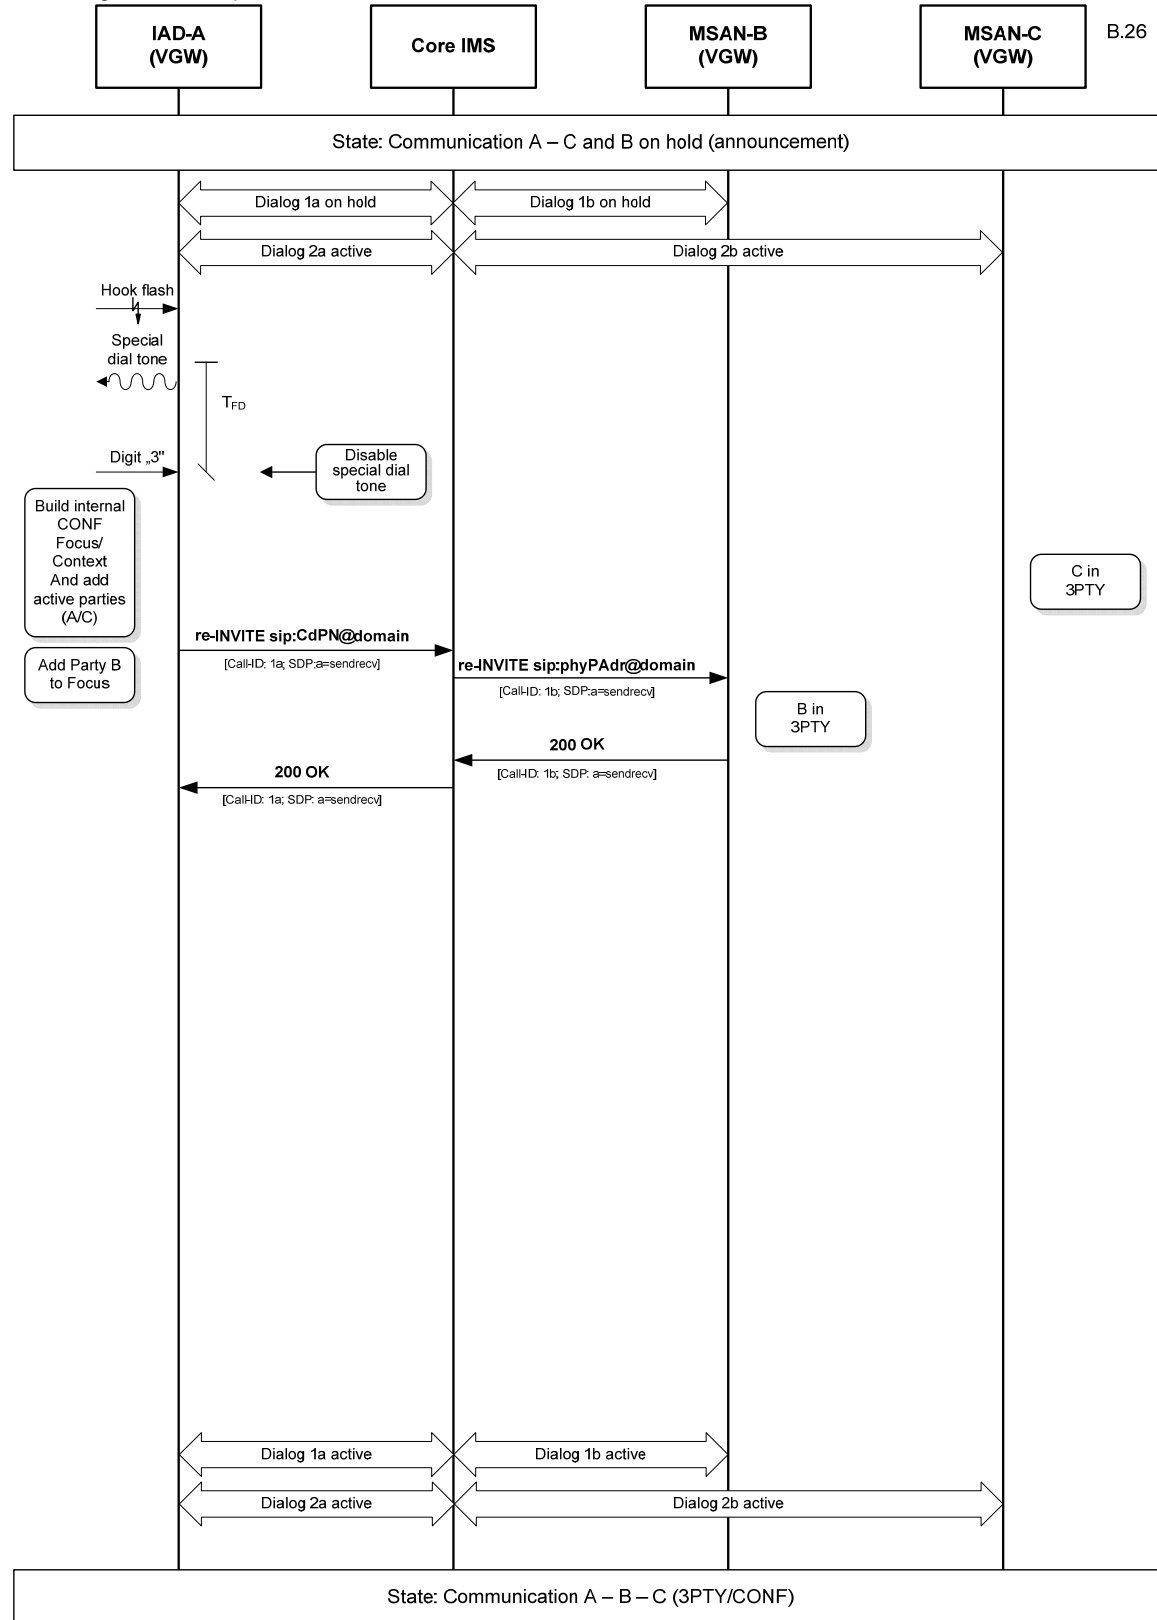 IAD-A
(VGW)
Core IMS
MSAN-B
(VGW)
MSAN-C
(VGW)
B.26
State: Communication A – C and B on hold (announcement)
Dialog 1a on hold
Dialog 1b on hold
Dialog 2a active
Dialog 2b active
Hook flash
Special
dial tone
TFD
Digit „3"
Disable
special dial
tone
Build internal
CONF
Focus/
Context
And add
active parties
(A/C)
C in
3PTY
re-INVITE sip:CdPN@domain
[Call-ID: 1a; SDP;a=sendrecv]
Add Party B
to Focus
re-INVITE sip:phyPAdr@domain
[Call-ID: 1b; SDP:a=sendrecv]
B in
3PTY
200 OK
[Call-ID: 1b; SDP: a=sendrecv]
200 OK
[Call-ID: 1a; SDP: a=sendrecv]
Dialog 1a active
Dialog 1b active
Dialog 2a active
Dialog 2b active
State: Communication A – B – C (3PTY/CONF)